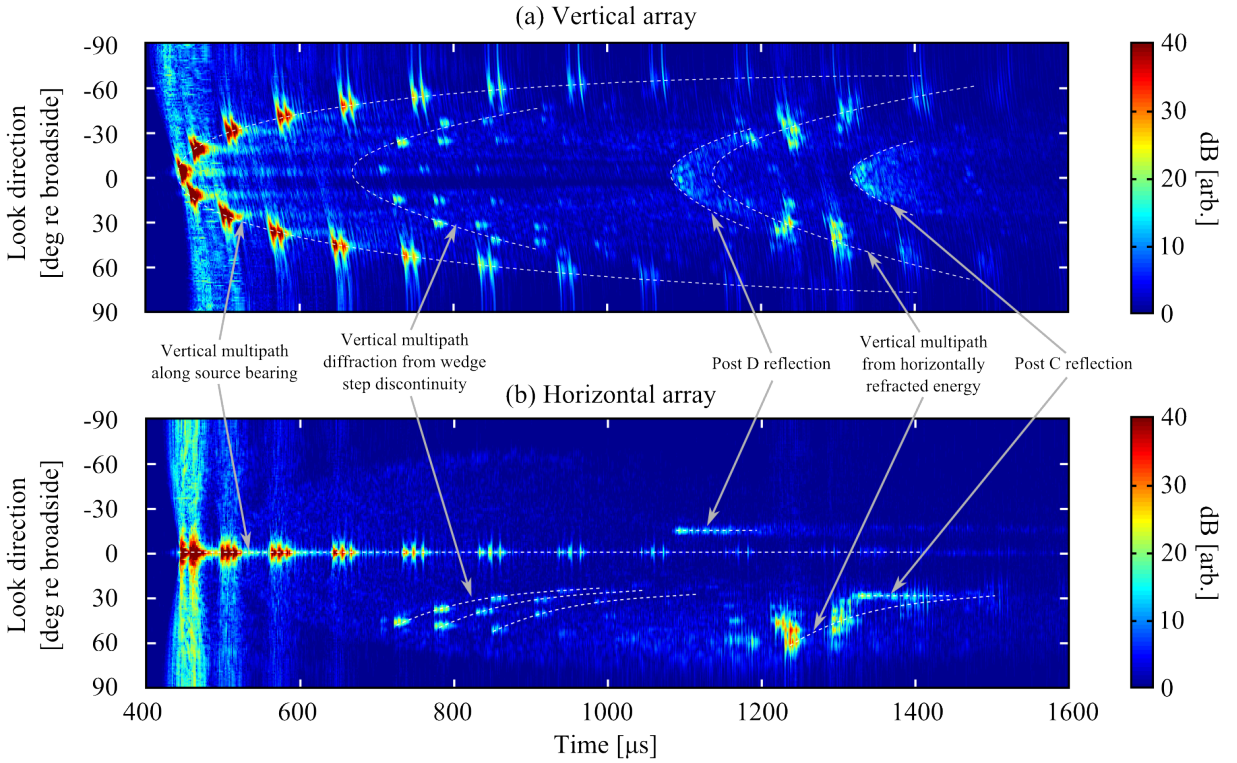 (a) Vertical array
-90
-60
-30
0
30
60
90
Look direction
[deg re broadside]
40
30
20
10
0
dB [arb.]
Vertical multipath
along source bearing
Vertical multipath
diffraction from wedge
step discontinuity
Post D reflection
Vertical multipath
from horizontally
refracted energy
Post C reflection
(b) Horizontal array
-90
-60
-30
0
30
60
90
Look direction
[deg re broadside]
40
30
20
10
0
dB [arb.]
400 600 800 1000 1200 1400 1600
Time [μs]